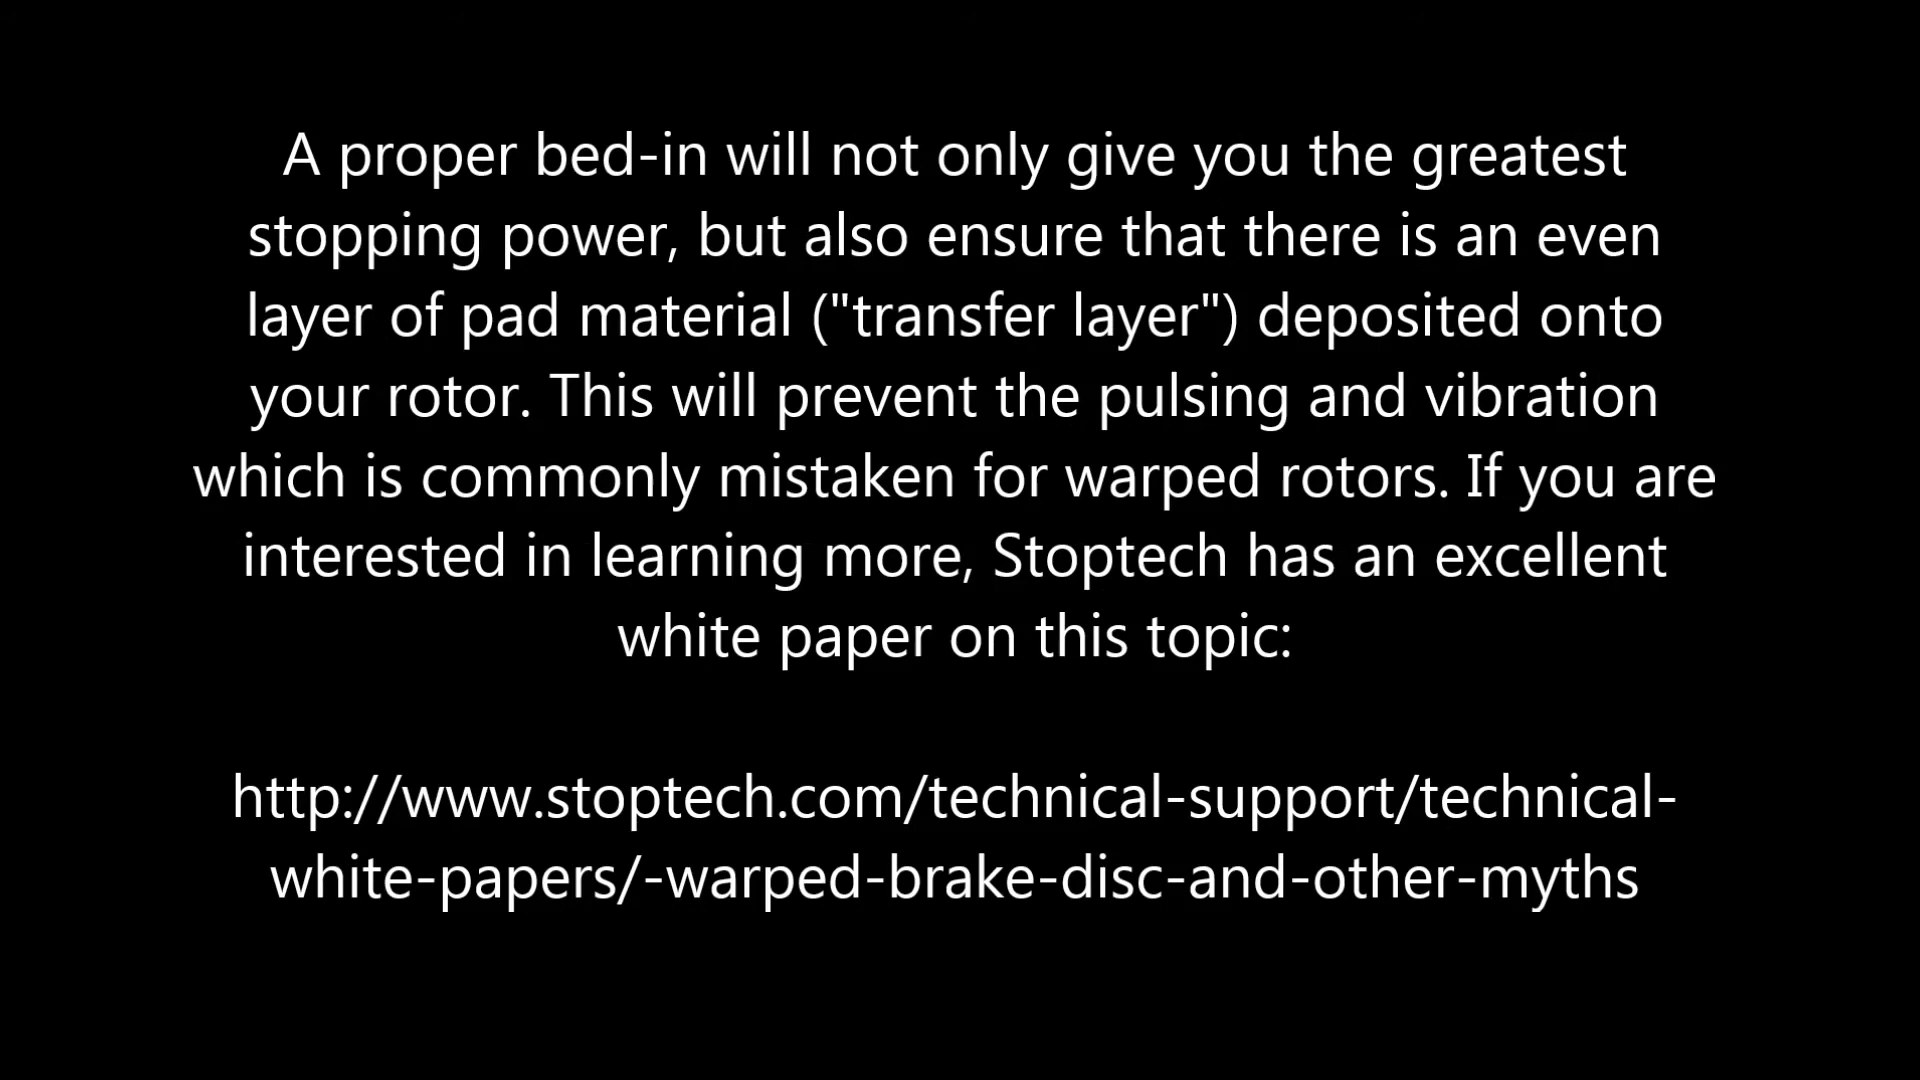 A proper bed-in will not only give you the greatest
stopping power, but also ensure that there is an even
layer of pad material ("transfer layer") deposited onto
your rotor. This will prevent the pulsing and vibration
which is commonly mistaken for warped rotors. If you are
interested in learning more, Stoptech has an excellent
white paper on this topic:
http://www.stoptech.com/technical-support/technical-
white-papers/-warped-brake-disc-and-other-myths